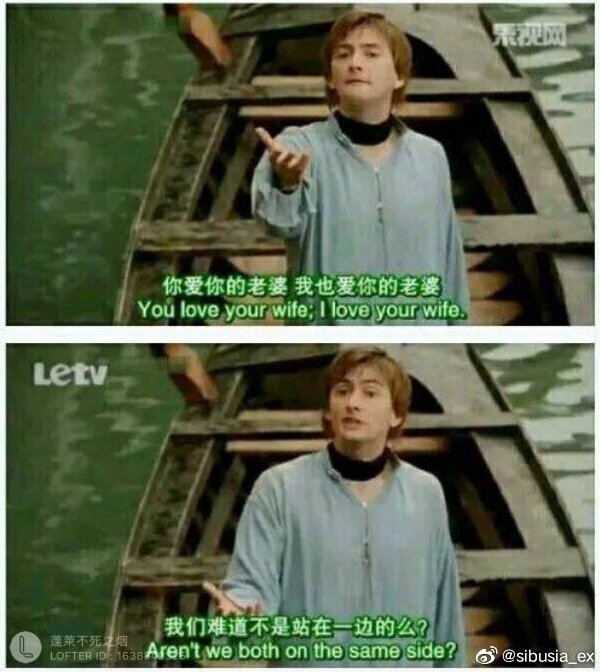 乐视网
你爱你的老婆 我也爱你的老婆
You love your wife; I love your wife.
Letv
我们难道不是站在一边的么?
Aren't we both on the same side?
蓬莱不死之烟
LOFTER ID:
@sibusia_ex